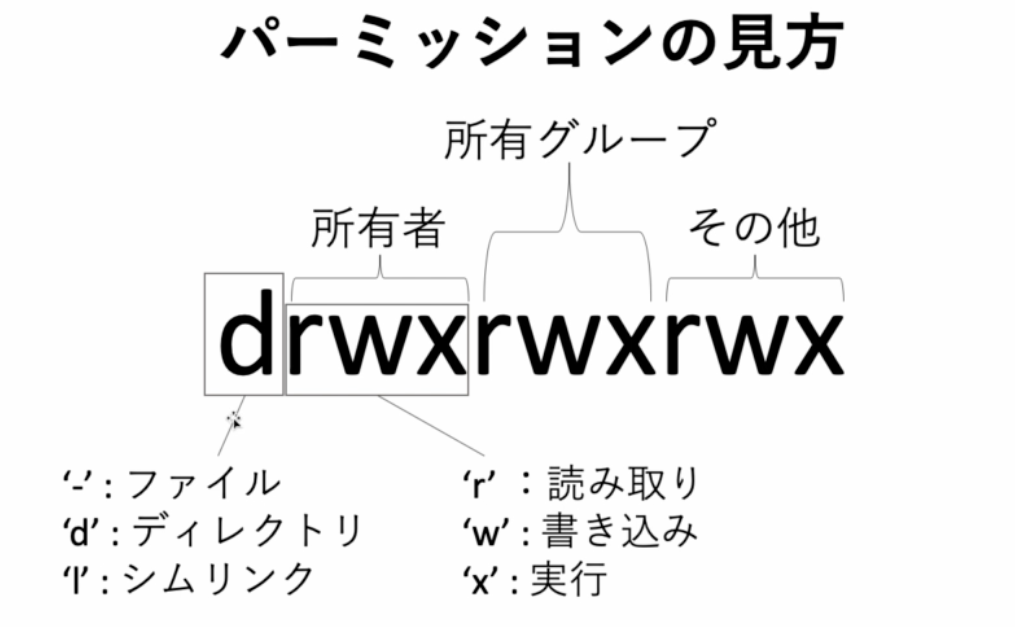 パーミッションの見方
所有グループ
所有者
その他
drwxrwxrwx
‘-’ : ファイル
‘d’ : ディレクトリ
‘l’ : シムリンク
‘r’ ：読み取り
‘w’ : 書き込み
‘x’ : 実行